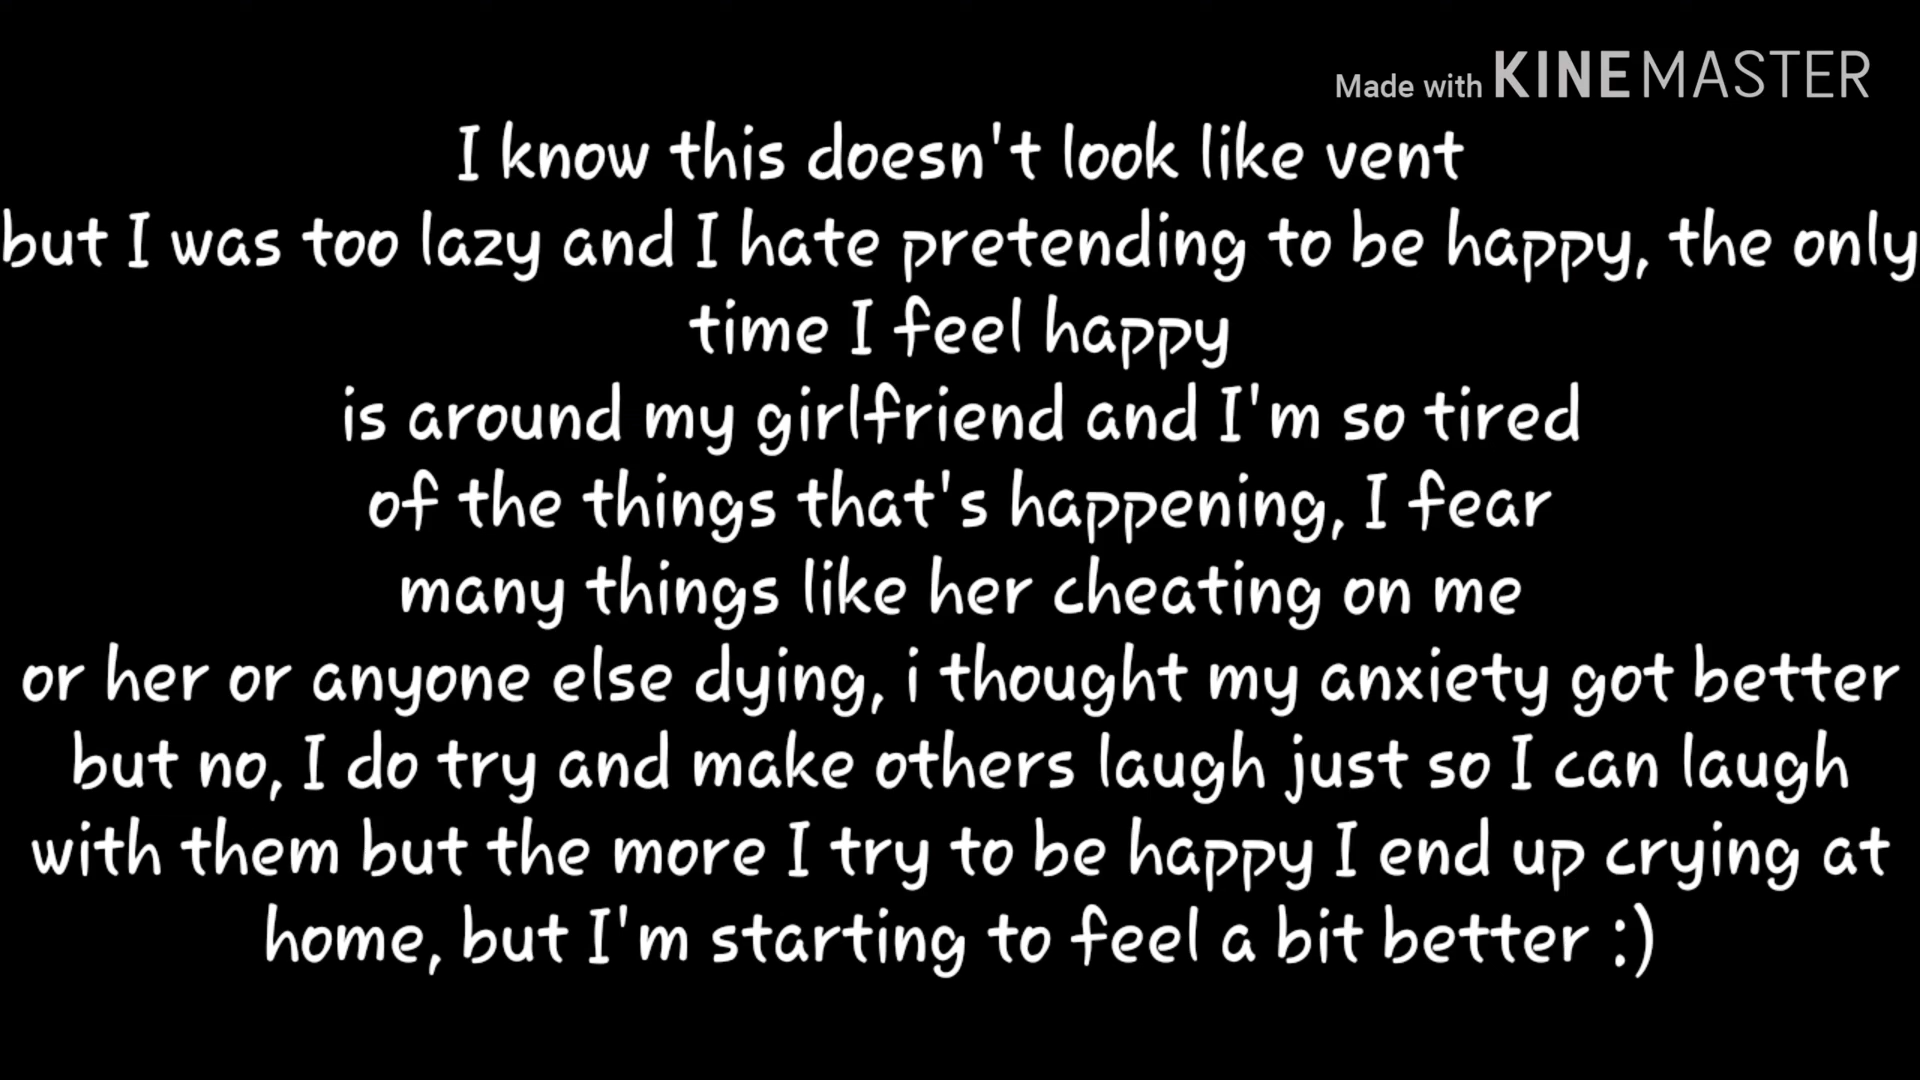 Made with KINEMASTER
I know this doesn't look like vent
but I was too lazy and I hate pretending to be happy, the only
time I feel happy
is around my girlfriend and I'm so tired
of the things that's happening, I fear
many things like her cheating on me
or her or anyone else dying, i thought my anxiety got better
but no, I do try and make others laugh just so I can laugh
with them but the more I try to be happy I end up crying at
home, but I'm starting to feel a bit better :)